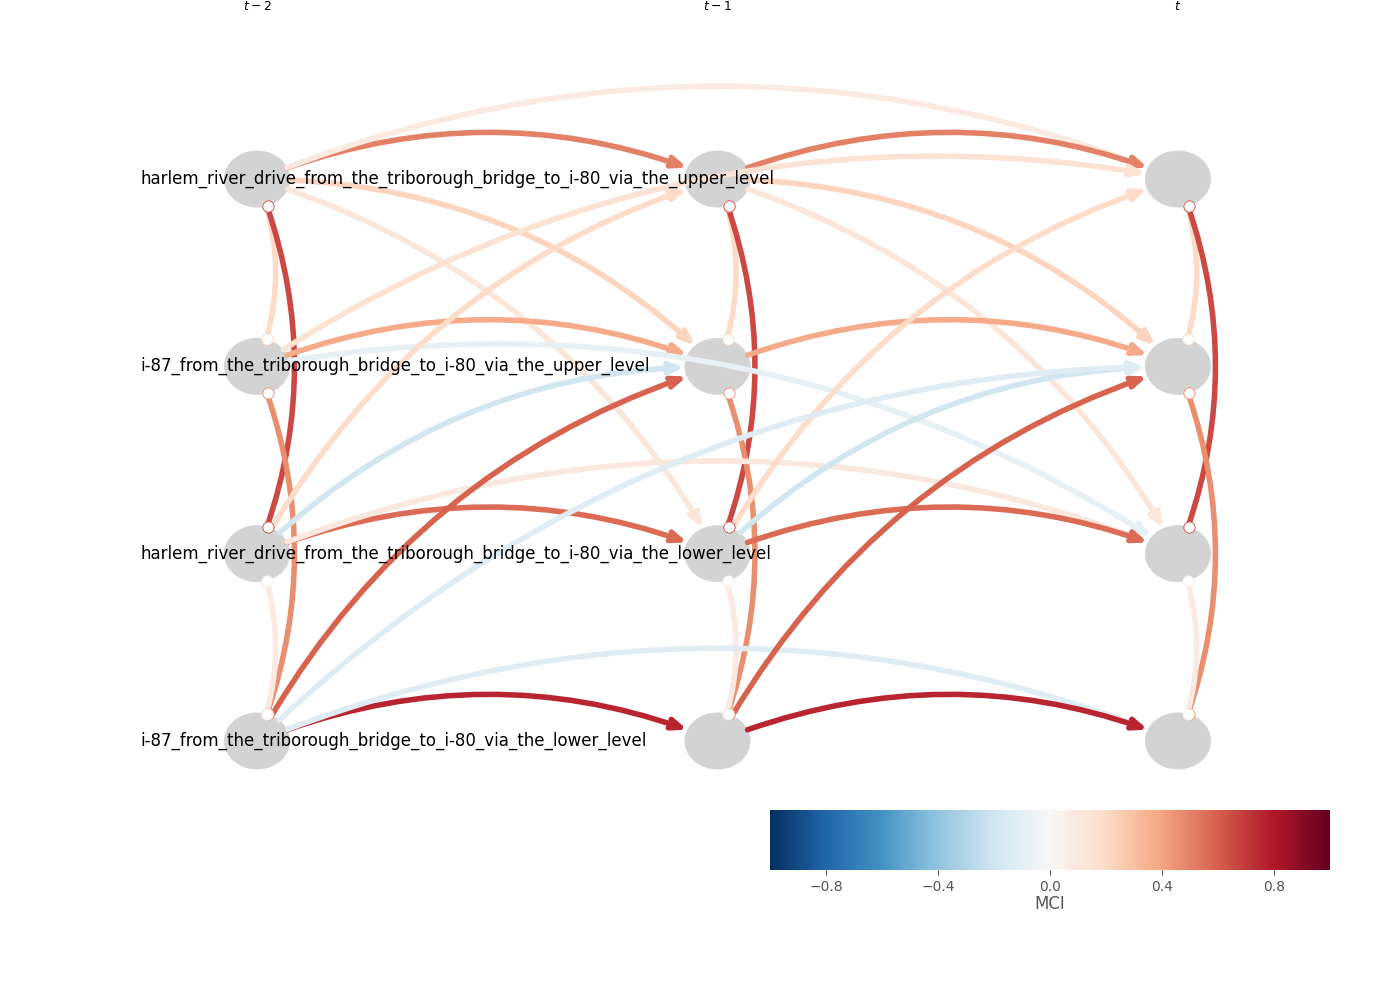 t − 2 t − 1 t
harlem_river_drive_from_the_triborough_bridge_to_i-80_via_the_upper_level
i-87_from_the_triborough_bridge_to_i-80_via_the_upper_level
harlem_river_drive_from_the_triborough_bridge_to_i-80_via_the_lower_level
i-87_from_the_triborough_bridge_to_i-80_via_the_lower_level
−0.8 −0.4 0.0 0.4 0.8
MCI